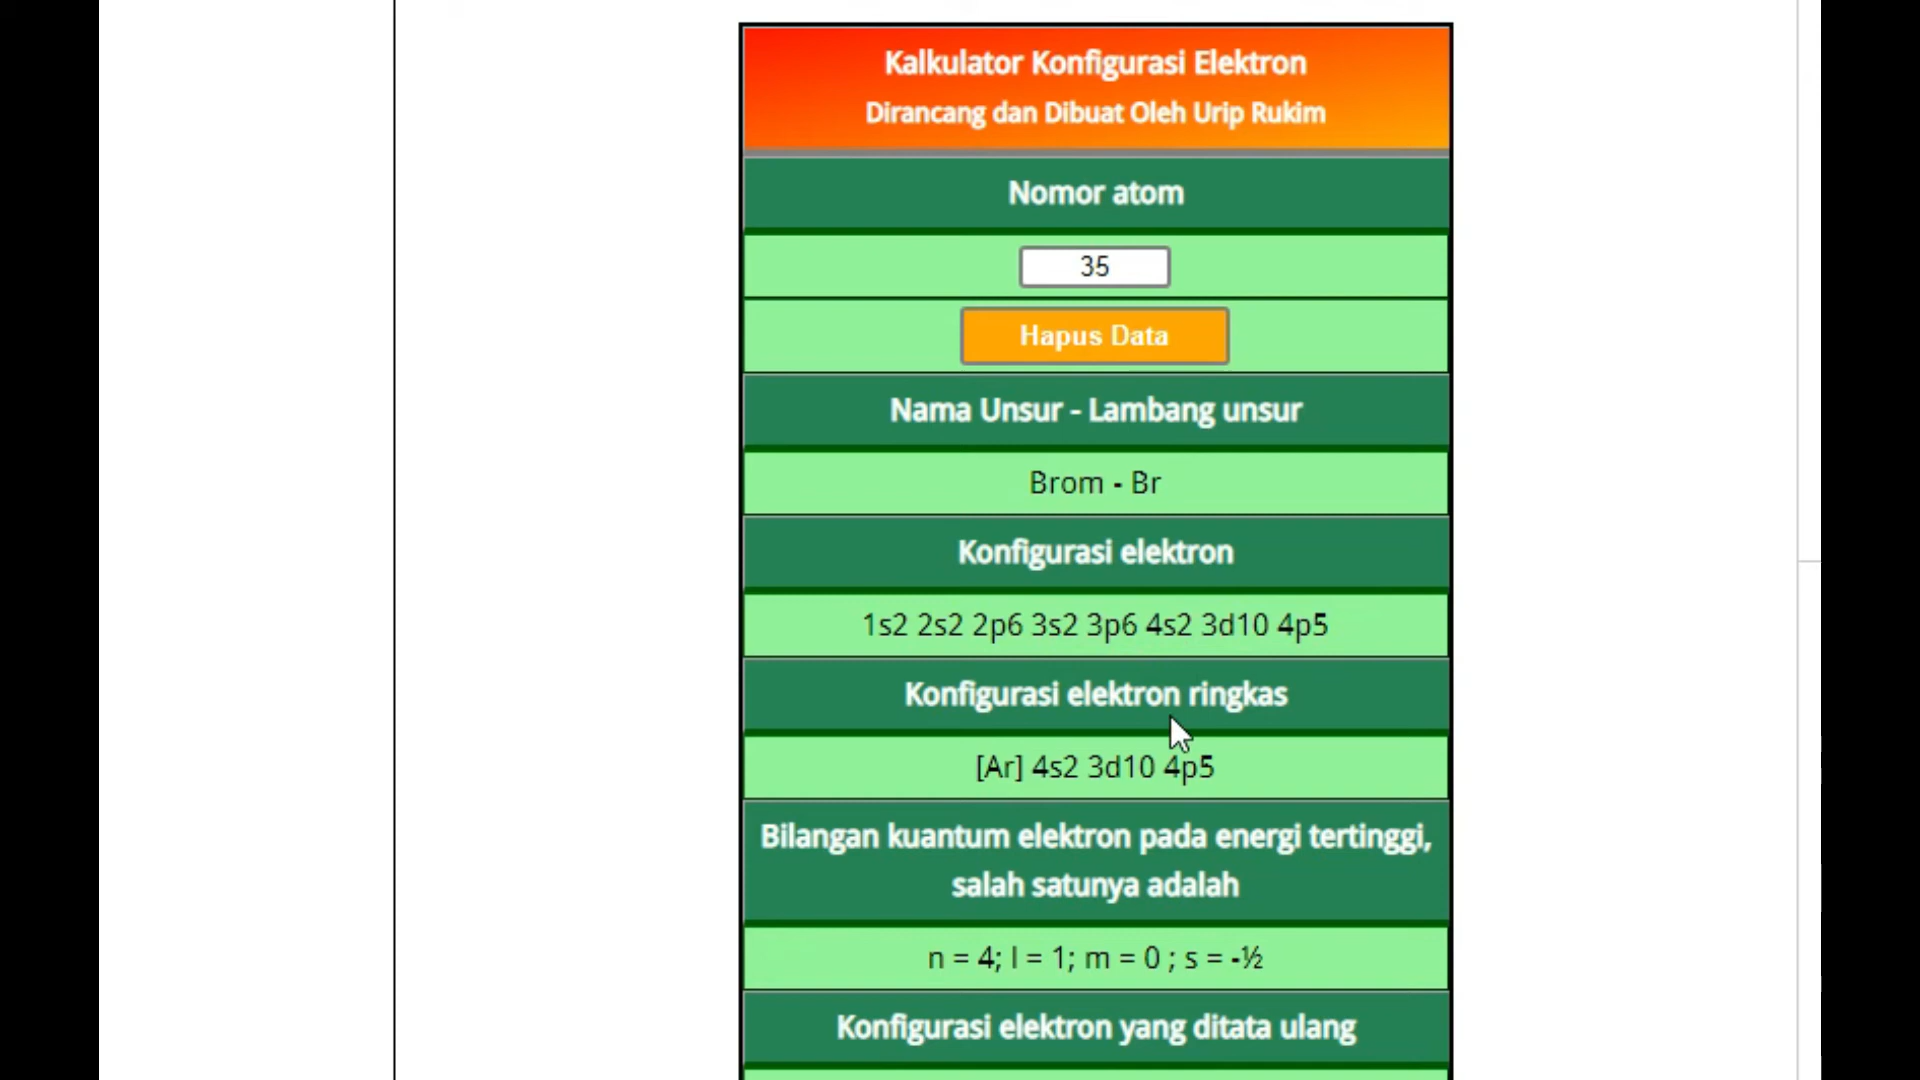 Kalkulator Konfigurasi Elektron
Dirancang dan Dibuat Oleh Urip Rukim
Nomor atom
35
Hapus Data
Nama Unsur - Lambang unsur
Brom - Br
Konfigurasi elektron
1s2 2s2 2p6 3s2 3p6 4s2 3d10 4p5
Konfigurasi elektron ringkas
[Ar] 4s2 3d10 4p5
Bilangan kuantum elektron pada energi tertinggi,
salah satunya adalah
n = 4; l = 1; m = 0 ; s = -½
Konfigurasi elektron yang ditata ulang